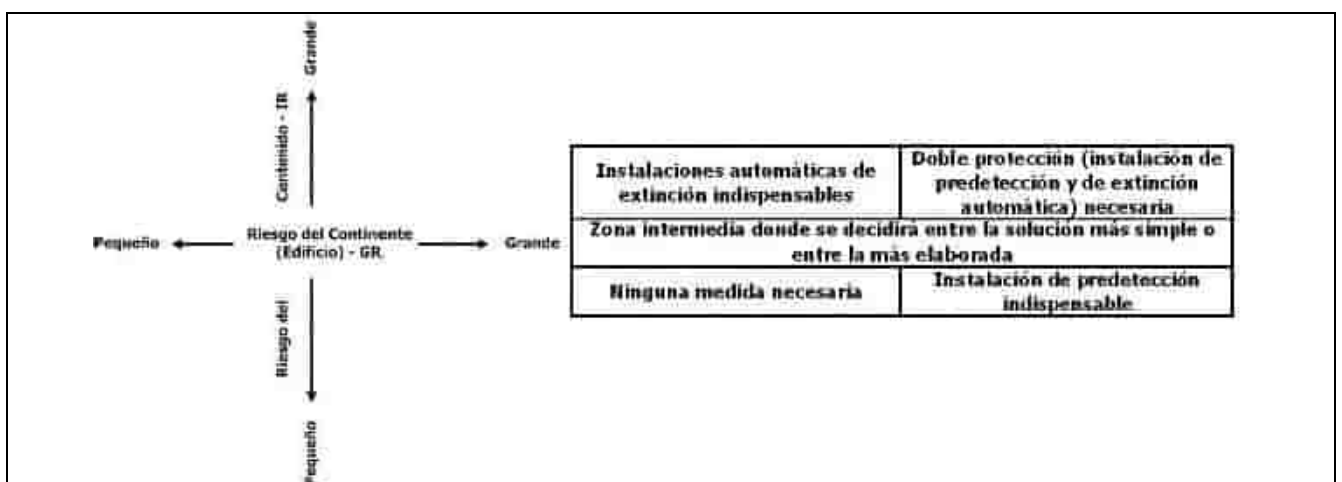 Grande
Contenido - IR
Pequeño
Riesgo del Continente
(Edificio) - GR
Grande
Riesgo del
Pequeño
Instalaciones automáticas de
extinción indispensables
Doble protección (instalación de
predetección y de extinción
automática) necesaria
Zona intermedia donde se decidirá entre la solución más simple o
entre la más elaborada
Ninguna medida necesaria
Instalación de predetección
indispensable